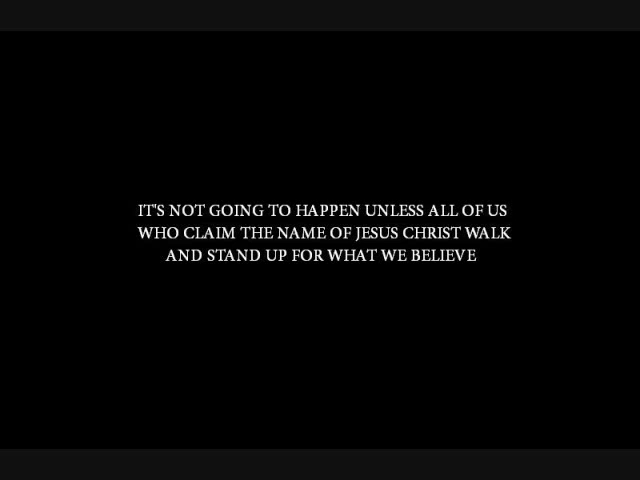 IT'S NOT GOING TO HAPPEN UNLESS ALL OF US
WHO CLAIM THE NAME OF JESUS CHRIST WALK
AND STAND UP FOR WHAT WE BELIEVE